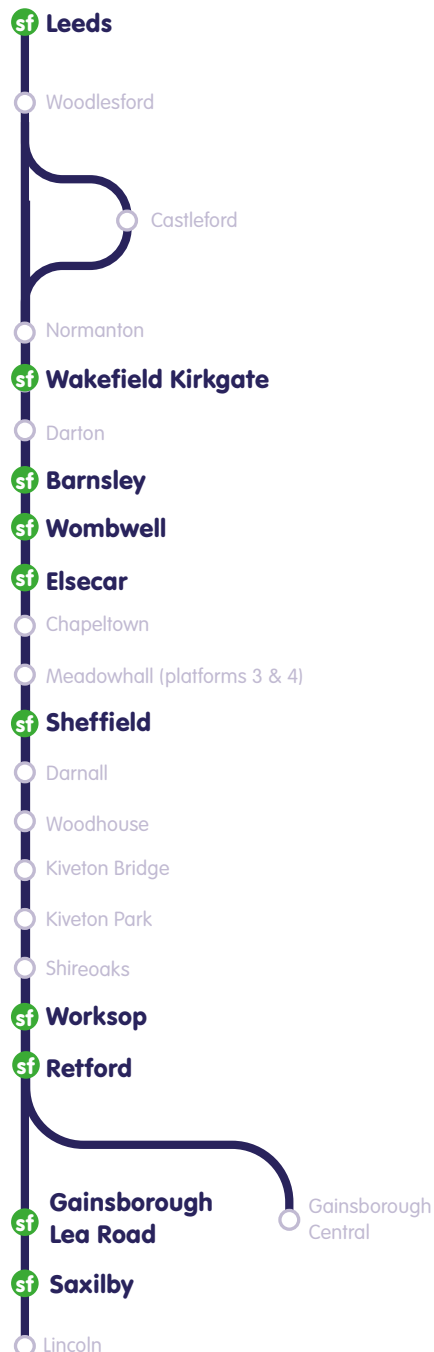 sf Leeds
Woodlesford
Castleford
Normanton
sf Wakefield Kirkgate
Darton
sf Barnsley
sf Wombwell
sf Elsecar
Chapeltown
Meadowhall (platforms 3 & 4)
sf Sheffield
Darnall
Woodhouse
Kiveton Bridge
Kiveton Park
Shireoaks
sf Worksop
sf Retford
sf Gainsborough
Lea Road
Gainsborough
Central
sf Saxilby
Lincoln